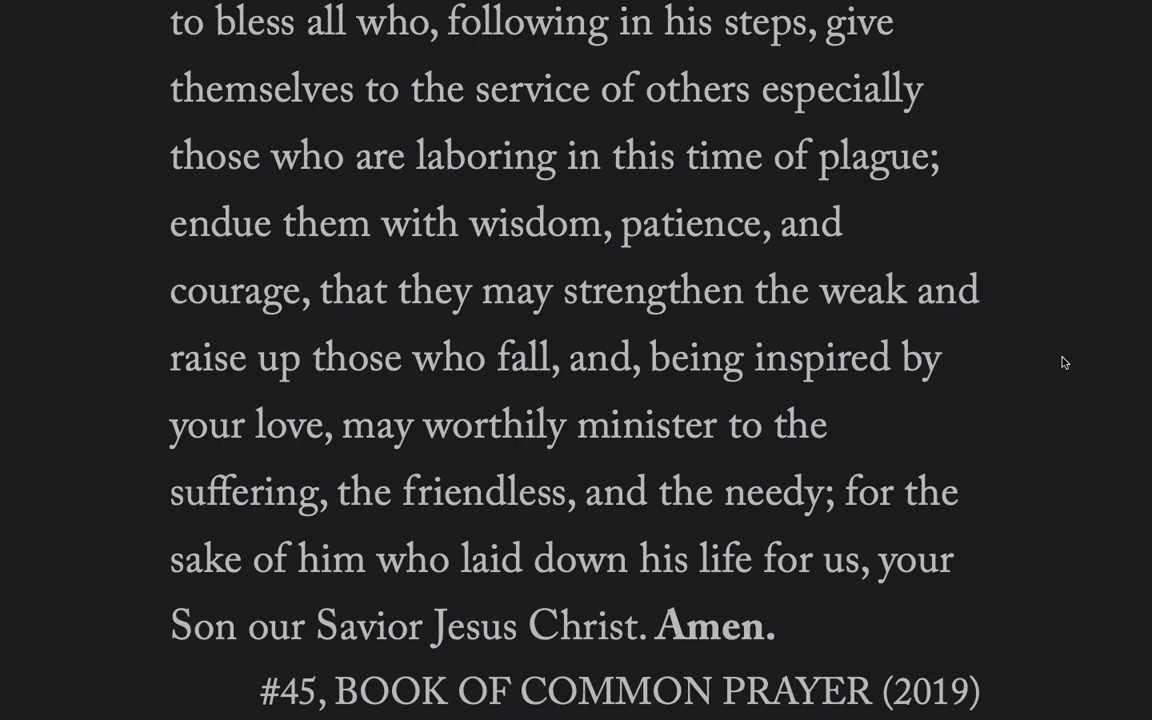 to bless all who, following in his steps, give
themselves to the service of others especially
those who are laboring in this time of plague;
endue them with wisdom, patience, and
courage, that they may strengthen the weak and
raise up those who fall, and, being inspired by
your love, may worthily minister to the
suffering, the friendless, and the needy; for the
sake of him who laid down his life for us, your
Son our Savior Jesus Christ. Amen.
#45, BOOK OF COMMON PRAYER (2019)